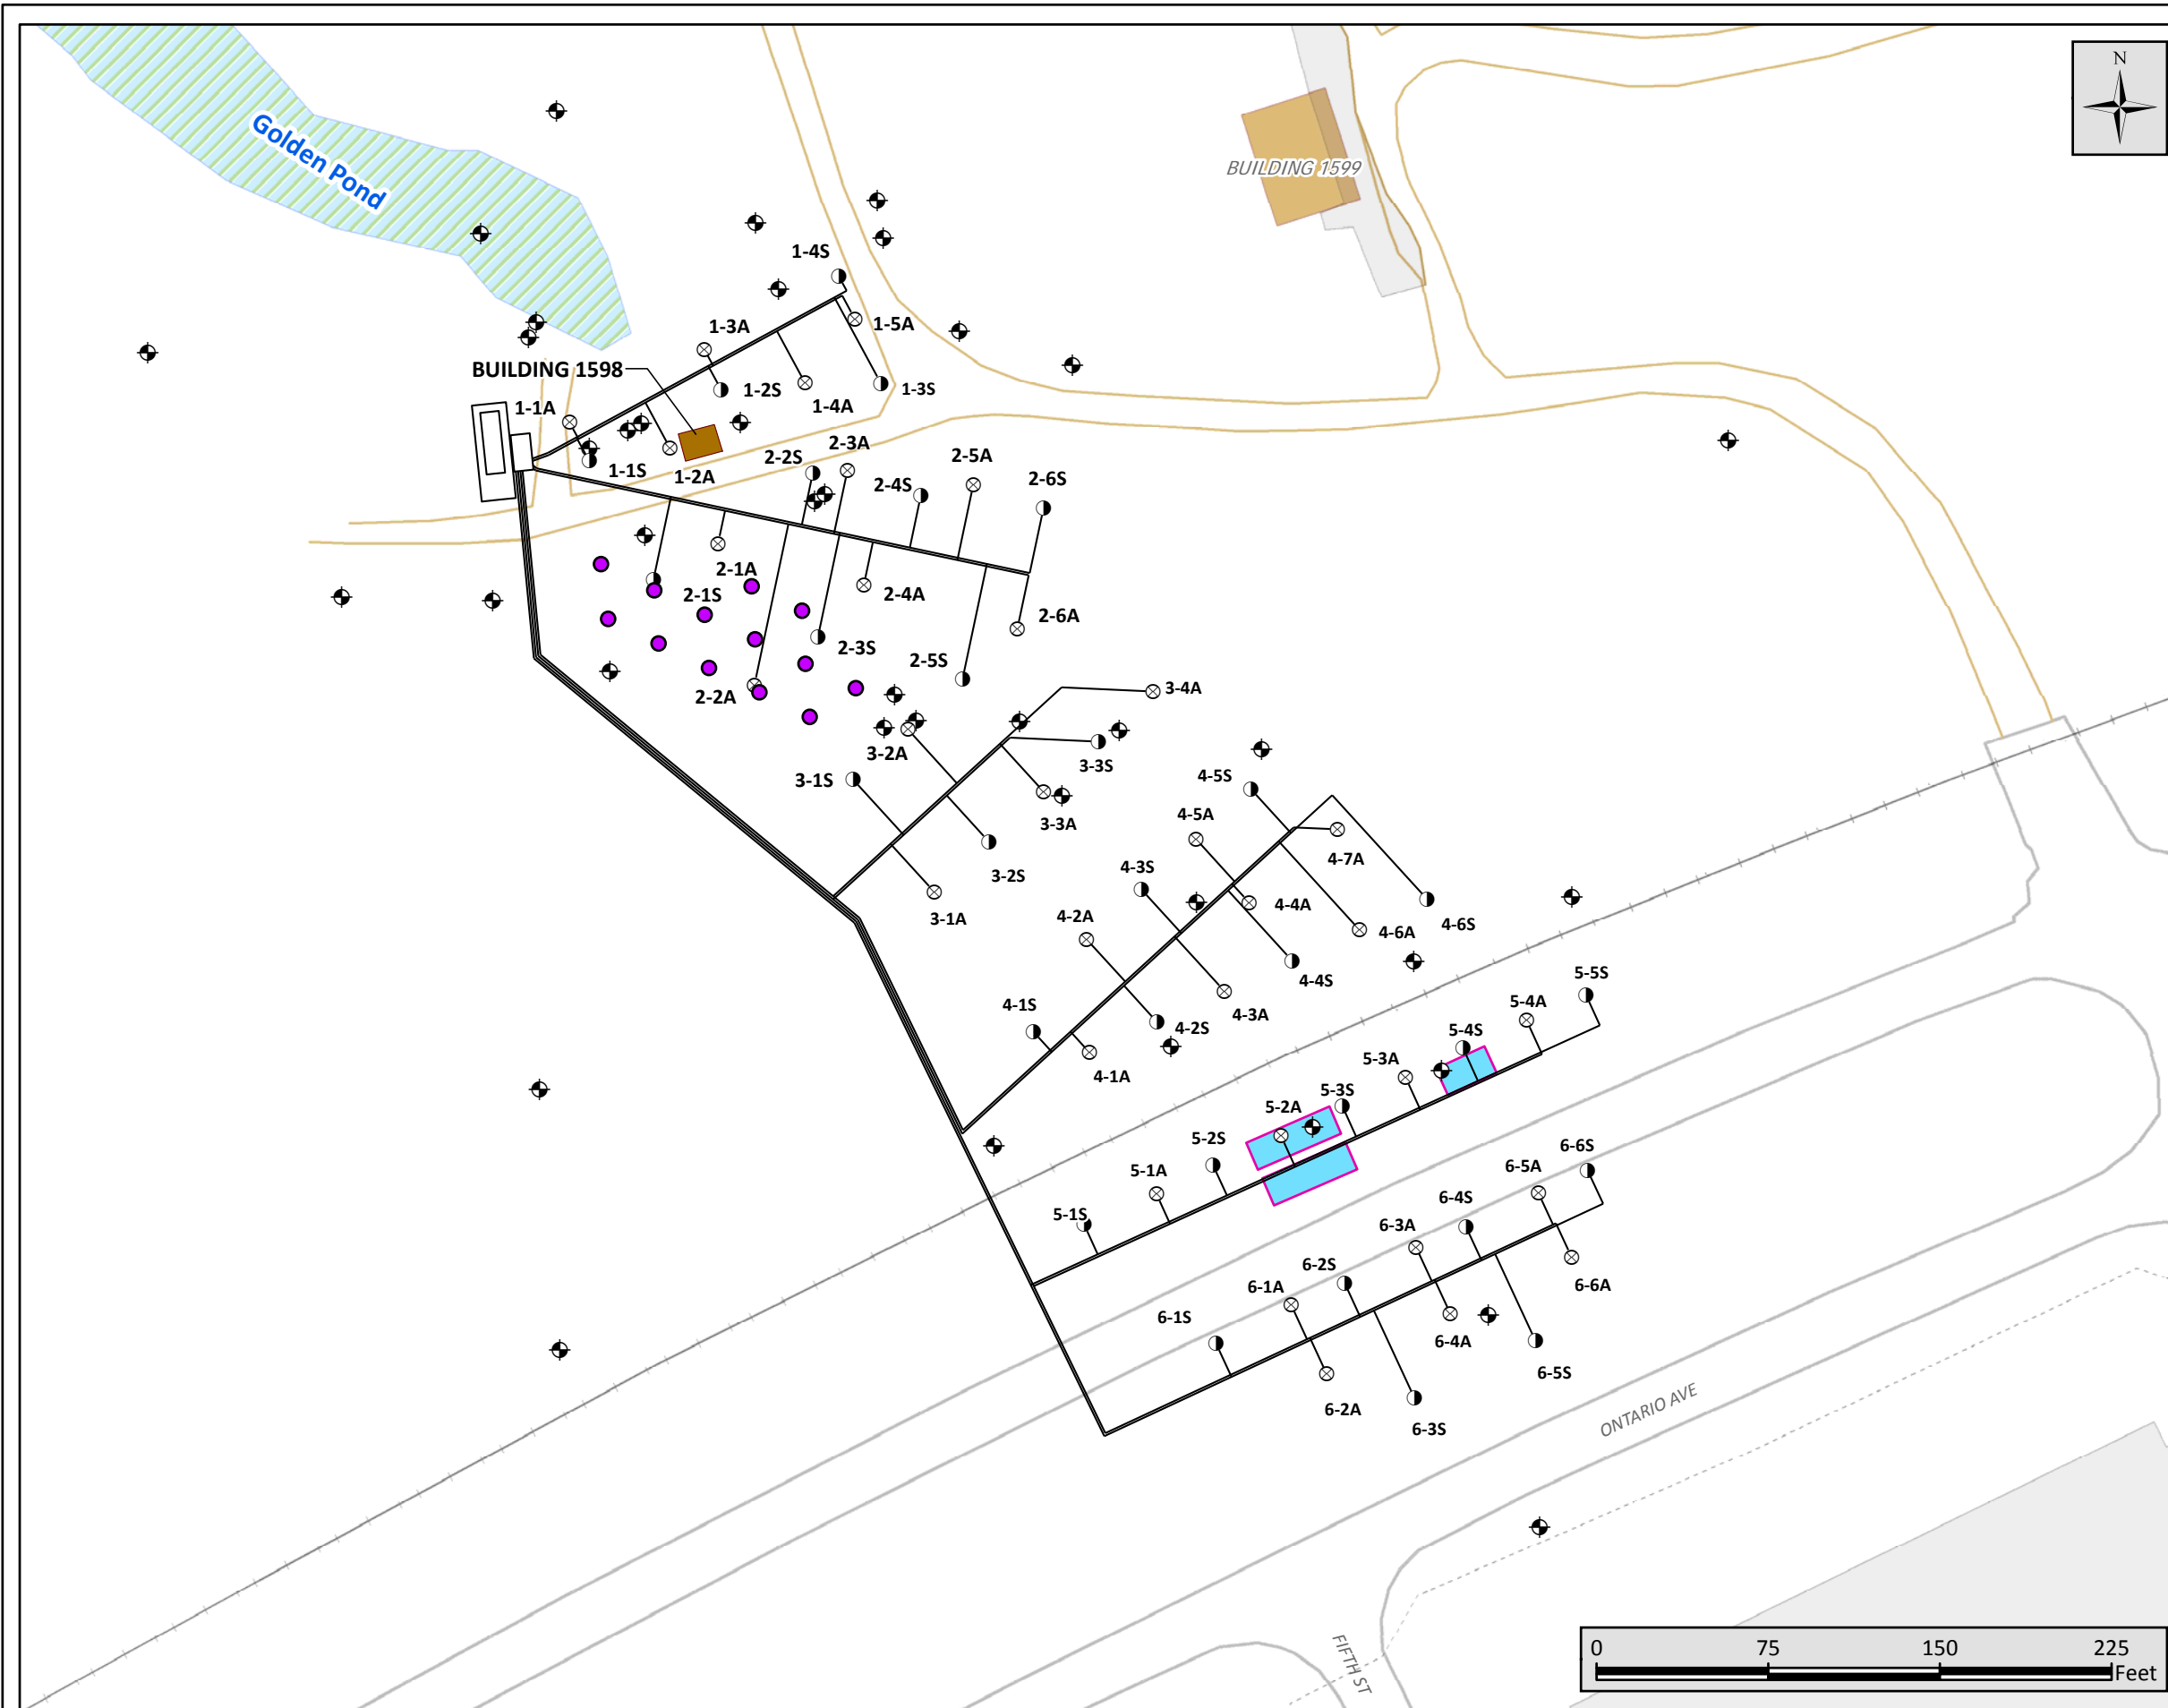 N
Golden Pond
BUILDING 1599
1-4S
1-3A
1-5A
BUILDING 1598
1-2S
1-3S
1-1A
1-4A
2-3A
2-2S
2-5A
1-1S
1-2A
2-4S
2-6S
2-1A
2-1S
2-4A
2-6A
2-3S
2-5S
2-2A
3-4A
3-2A
3-3S
3-1S
4-5S
4-5A
3-3A
4-7A
4-3S
3-2S
4-4A
3-1A
4-2A
4-6S
4-6A
5-5S
4-4S
4-1S
5-4A
4-3A
4-2S
5-4S
5-3A
4-1A
5-3S
5-2A
5-2S
6-6S
5-1A
6-5A
6-4S
5-1S
6-3A
6-2S
6-1A
6-6A
6-1S
6-4A
6-5S
6-2A
6-3S
ONTARIO AVE
FIFTH ST
0 75 150 225
Feet